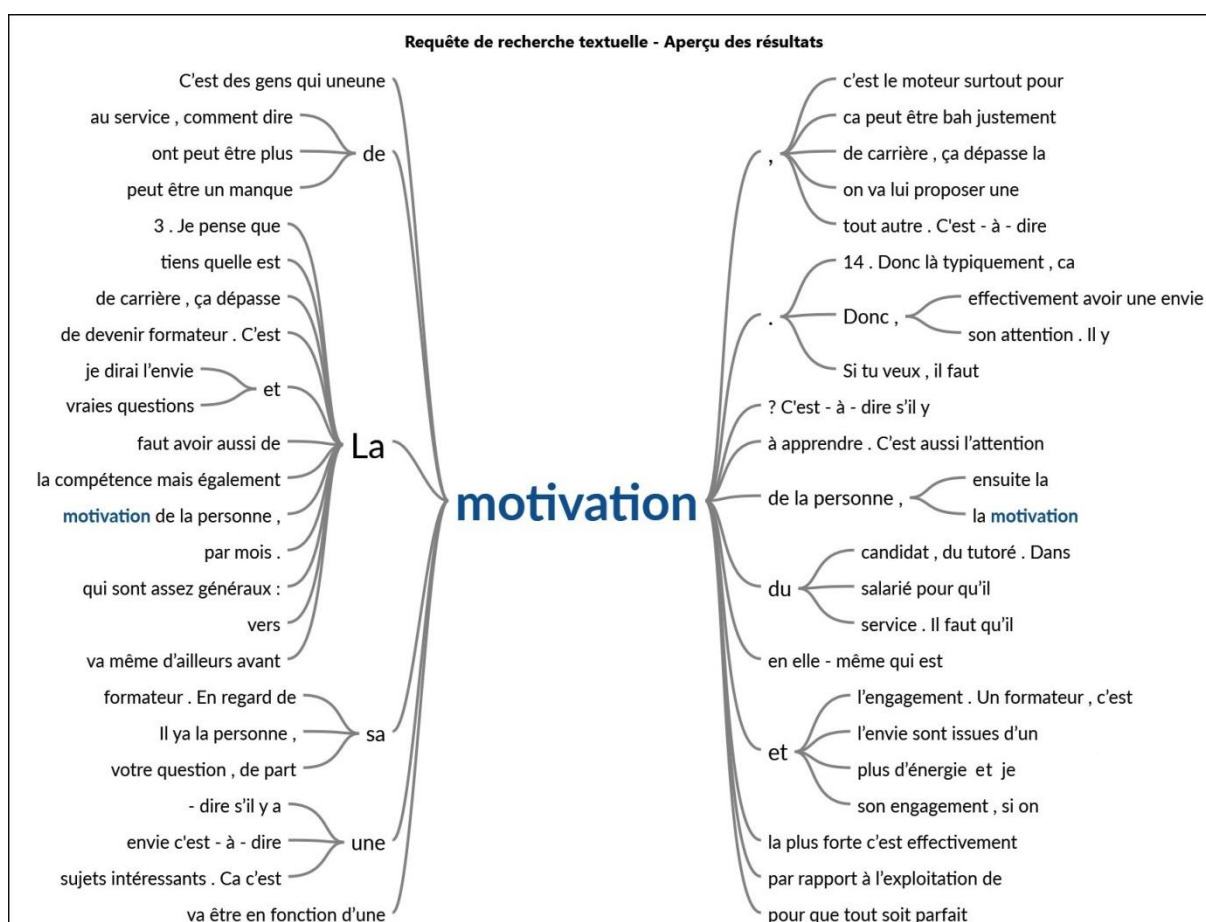 Requête de recherche textuelle - Aperçu des résultats
C’est des gens qui uneune
au service , comment dire
ont peut être plus
peut être un manque
de
3 . Je pense que
tiens quelle est
de carrière , ça dépasse
de devenir formateur . C’est
je dirai l’envie
vraies questions
et
faut avoir aussi de
la compétence mais également
motivation de la personne ,
par mois .
qui sont assez généraux :
vers
va même d’ailleurs avant
La
formateur . En regard de
Il ya la personne ,
votre question , de part
sa
- dire s’il y a
envie c'est - à - dire
sujets intéressants . Ca c’est
une
va être en fonction d’une
motivation
,
c’est le moteur surtout pour
ca peut être bah justement
de carrière , ça dépasse la
on va lui proposer une
tout autre . C'est - à - dire
.
14 . Donc là typiquement , ca
Donc ,
effectivement avoir une envie
son attention . Il y
Si tu veux , il faut
? C'est - à - dire s’il y
à apprendre . C’est aussi l’attention
de la personne ,
ensuite la
la motivation
du
candidat , du tutoré . Dans
salarié pour qu’il
service . Il faut qu’il
en elle - même qui est
et
l’engagement . Un formateur , c’est
l’envie sont issues d’un
plus d’énergie et je
son engagement , si on
la plus forte c’est effectivement
par rapport à l’exploitation de
pour que tout soit parfait